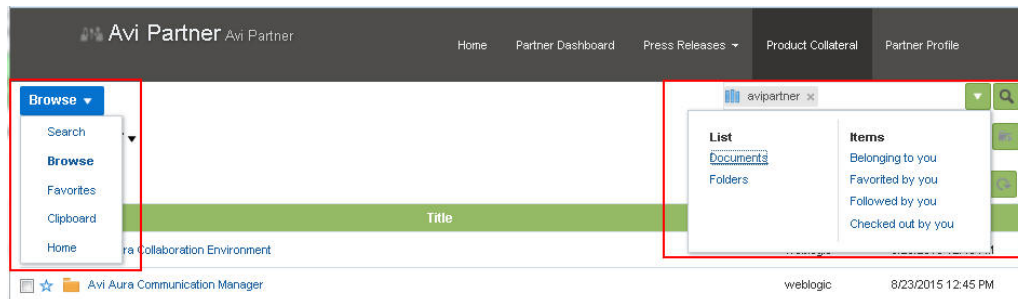 Avi Partner Avi Partner
Home Partner Dashboard Press Releases Product Collateral Partner Profile
Browse
avipartner ×
Search
Browse
Favorites
Clipboard
Home
List
Documents
Folders
Items
Belonging to you
Favorited by you
Followed by you
Checked out by you
Title
Collaboration Environment
Avi Aura Communication Manager weblogic 8/23/2015 12:45 PM